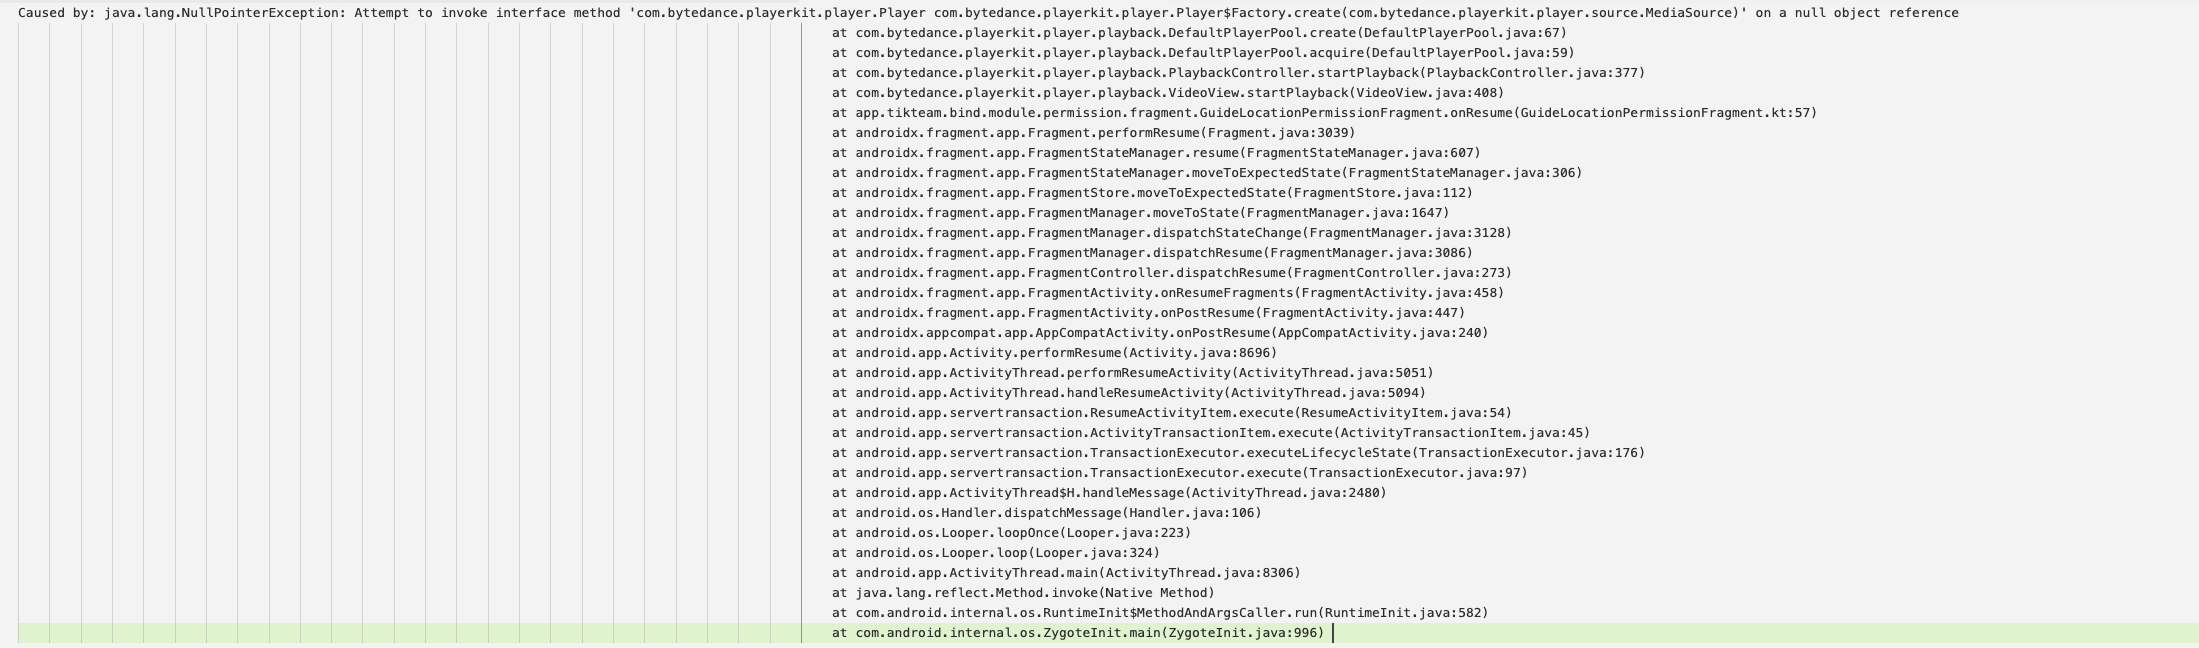 Caused by: java.lang.NullPointerException: Attempt to invoke interface method 'com.bytedance.playerkit.player.Player com.bytedance.playerkit.player.Player$Factory.create(com.bytedance.playerkit.player.source.MediaSource)' on a null object reference
at com.bytedance.playerkit.player.playback.DefaultPlayerPool.create(DefaultPlayerPool.java:67)
at com.bytedance.playerkit.player.playback.DefaultPlayerPool.acquire(DefaultPlayerPool.java:59)
at com.bytedance.playerkit.player.playback.PlaybackController.startPlayback(PlaybackController.java:377)
at com.bytedance.playerkit.player.playback.VideoView.startPlayback(VideoView.java:408)
at app.tikteam.bind.module.permission.fragment.GuideLocationPermissionFragment.onResume(GuideLocationPermissionFragment.kt:57)
at androidx.fragment.app.Fragment.performResume(Fragment.java:3039)
at androidx.fragment.app.FragmentStateManager.resume(FragmentStateManager.java:607)
at androidx.fragment.app.FragmentStateManager.moveToExpectedState(FragmentStateManager.java:306)
at androidx.fragment.app.FragmentStore.moveToExpectedState(FragmentStore.java:112)
at androidx.fragment.app.FragmentManager.moveToState(FragmentManager.java:1647)
at androidx.fragment.app.FragmentManager.dispatchStateChange(FragmentManager.java:3128)
at androidx.fragment.app.FragmentManager.dispatchResume(FragmentManager.java:3086)
at androidx.fragment.app.FragmentController.dispatchResume(FragmentController.java:273)
at androidx.fragment.app.FragmentActivity.onResumeFragments(FragmentActivity.java:458)
at androidx.fragment.app.FragmentActivity.onPostResume(FragmentActivity.java:447)
at androidx.appcompat.app.AppCompatActivity.onPostResume(AppCompatActivity.java:240)
at android.app.Activity.performResume(Activity.java:8696)
at android.app.ActivityThread.performResumeActivity(ActivityThread.java:5051)
at android.app.ActivityThread.handleResumeActivity(ActivityThread.java:5094)
at android.app.servertransaction.ResumeActivityItem.execute(ResumeActivityItem.java:54)
at android.app.servertransaction.ActivityTransactionItem.execute(ActivityTransactionItem.java:45)
at android.app.servertransaction.TransactionExecutor.executeLifecycleState(TransactionExecutor.java:176)
at android.app.servertransaction.TransactionExecutor.execute(TransactionExecutor.java:97)
at android.app.ActivityThread$H.handleMessage(ActivityThread.java:2480)
at android.os.Handler.dispatchMessage(Handler.java:106)
at android.os.Looper.loopOnce(Looper.java:223)
at android.os.Looper.loop(Looper.java:324)
at android.app.ActivityThread.main(ActivityThread.java:8306)
at java.lang.reflect.Method.invoke(Native Method)
at com.android.internal.os.RuntimeInit$MethodAndArgsCaller.run(RuntimeInit.java:582)
at com.android.internal.os.ZygoteInit.main(ZygoteInit.java:996)